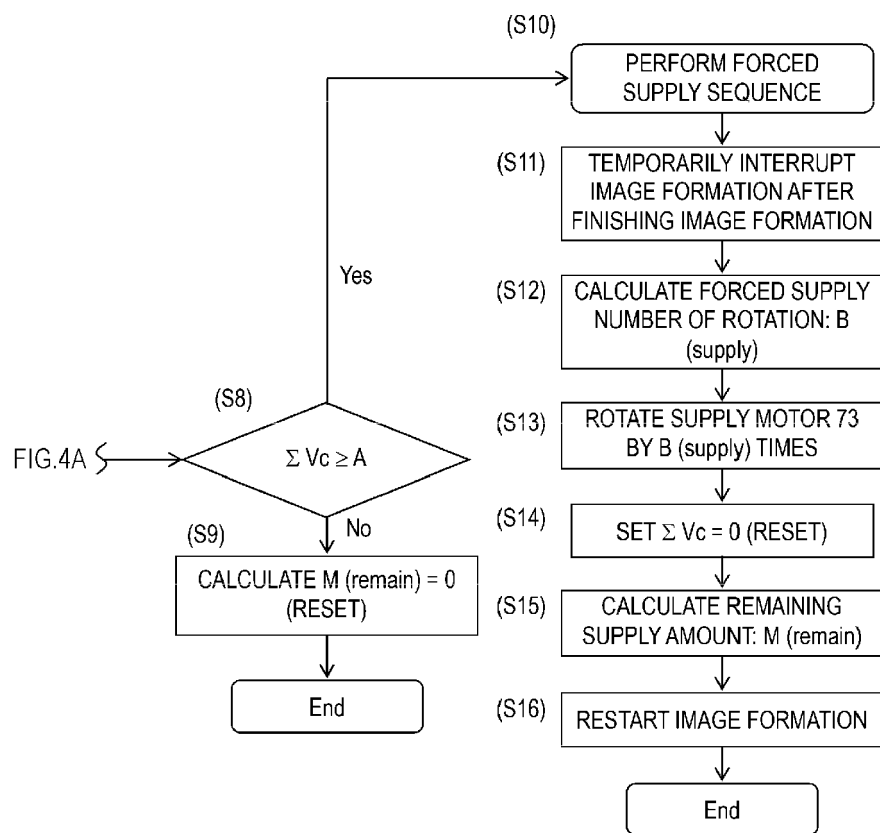 (S10)
PERFORM FORCED
SUPPLY SEQUENCE
(S11)
TEMPORARILY INTERRUPT
IMAGE FORMATION AFTER
FINISHING IMAGE FORMATION
Yes
(S12)
CALCULATE FORCED SUPPLY
NUMBER OF ROTATION: B
(supply)
(S8)
FIG.4A
Σ Vc ≥ A
(S13)
ROTATE SUPPLY MOTOR 73
BY B (supply) TIMES
No
(S14)
SET Σ Vc = 0 (RESET)
(S9)
CALCULATE M (remain) = 0
(RESET)
(S15)
CALCULATE REMAINING
SUPPLY AMOUNT: M (remain)
End
(S16)
RESTART IMAGE FORMATION
End